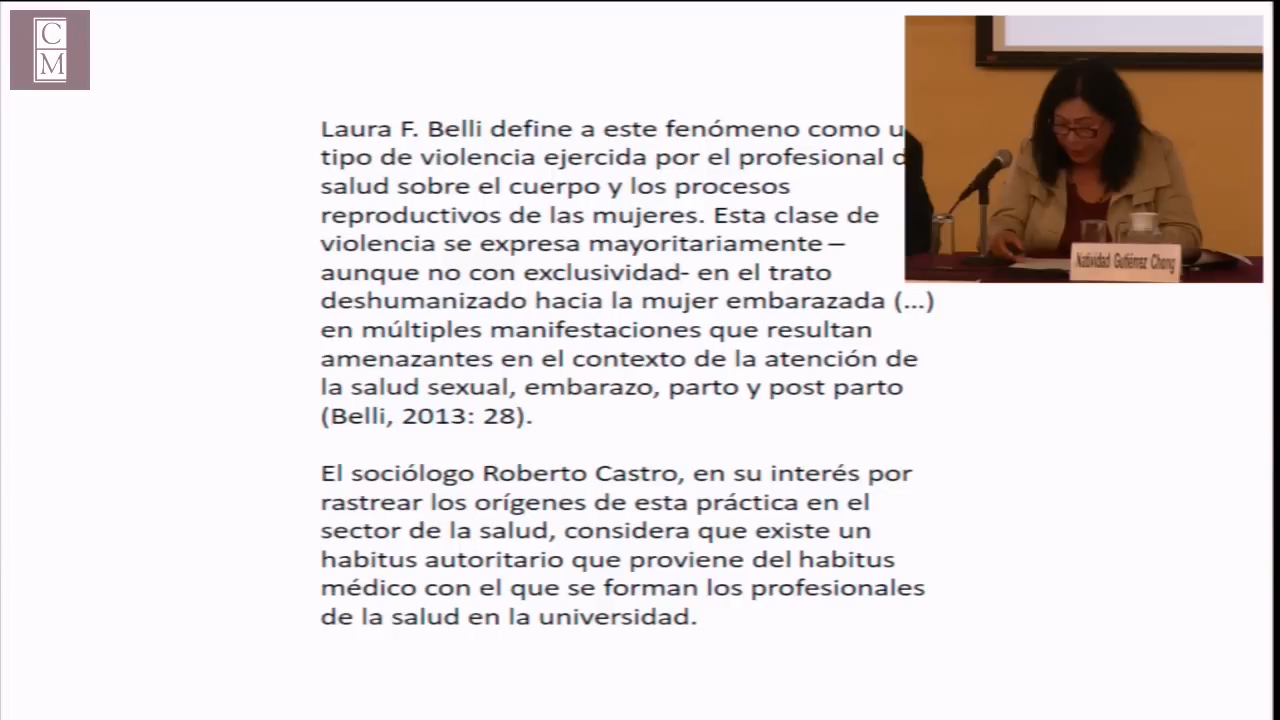 CM
Laura F. Belli define a este fenómeno como u
tipo de violencia ejercida por el profesional d
salud sobre el cuerpo y los procesos
reproductivos de las mujeres. Esta clase de
violencia se expresa mayoritariamente –
aunque no con exclusividad- en el trato
deshumanizado hacia la mujer embarazada (...)
en múltiples manifestaciones que resultan
amenazantes en el contexto de la atención de
la salud sexual, embarazo, parto y post parto
(Belli, 2013: 28).
El sociólogo Roberto Castro, en su interés por
rastrear los orígenes de esta práctica en el
sector de la salud, considera que existe un
habitus autoritario que proviene del habitus
médico con el que se forman los profesionales
de la salud en la universidad.
Natividad Gutiérrez Chong